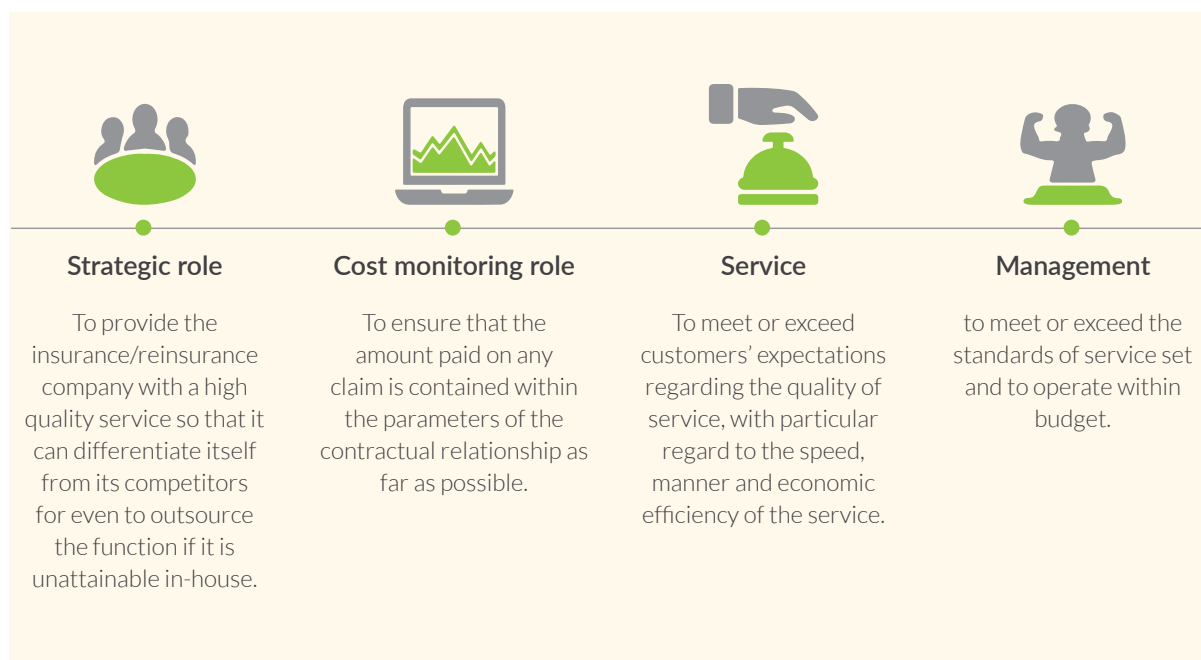 Strategic role
To provide the
insurance/reinsurance
company with a high
quality service so that it
can differentiate itself
from its competitors
for even to outsource
the function if it is
unattainable in-house.
Cost monitoring role
To ensure that the
amount paid on any
claim is contained within
the parameters of the
contractual relationship as
far as possible.
Service
To meet or exceed
customers’ expectations
regarding the quality of
service, with particular
regard to the speed,
manner and economic
efficiency of the service.
Management
to meet or exceed the
standards of service set
and to operate within
budget.